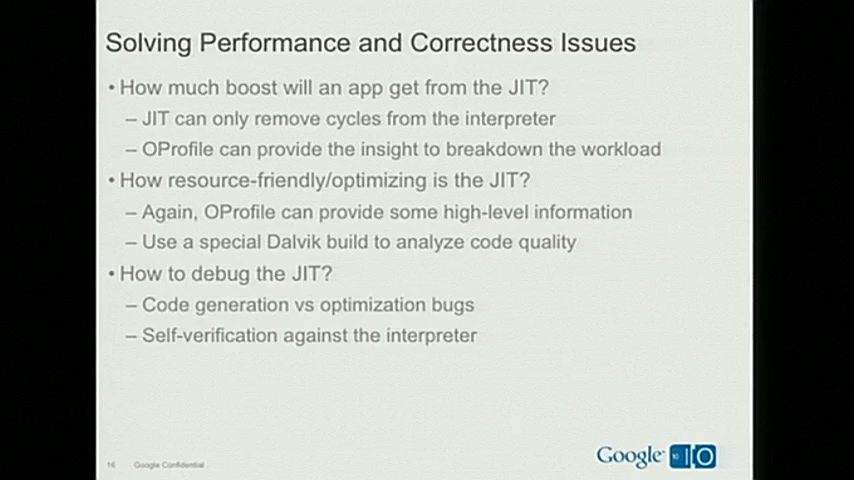 Solving Performance and Correctness Issues
• How much boost will an app get from the JIT?
– JIT can only remove cycles from the interpreter
– OProfile can provide the insight to breakdown the workload
• How resource-friendly/optimizing is the JIT?
– Again, OProfile can provide some high-level information
– Use a special Dalvik build to analyze code quality
• How to debug the JIT?
– Code generation vs optimization bugs
– Self-verification against the interpreter
16 Google Confidential
Google 10 IO